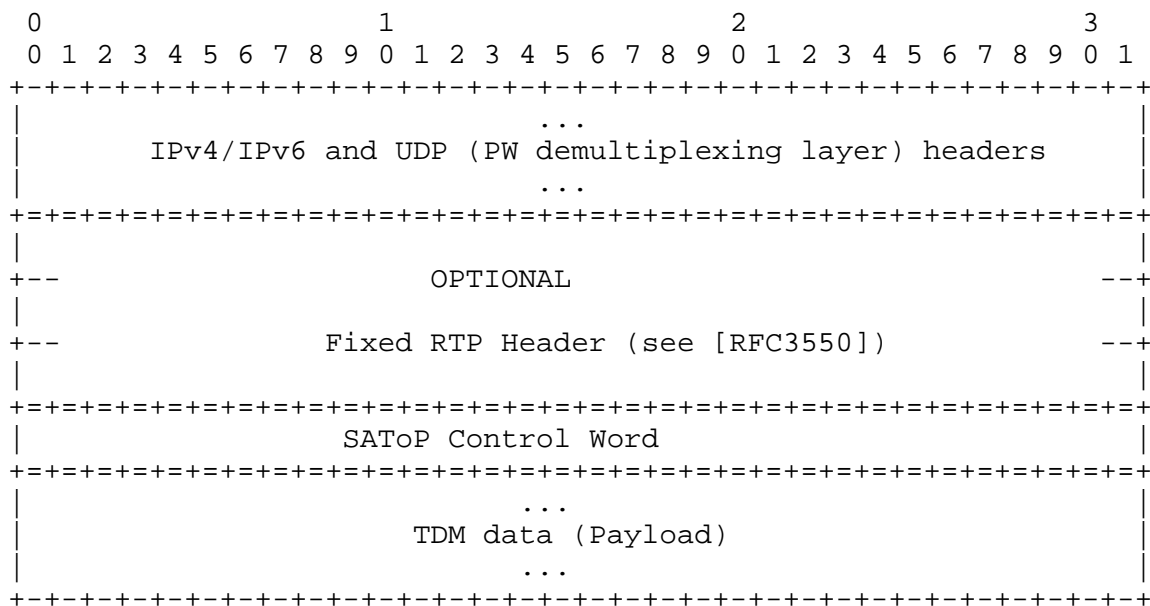 0                   1                   2                   3
 0 1 2 3 4 5 6 7 8 9 0 1 2 3 4 5 6 7 8 9 0 1 2 3 4 5 6 7 8 9 0 1
+-+-+-+-+-+-+-+-+-+-+-+-+-+-+-+-+-+-+-+-+-+-+-+-+-+-+-+-+-+-+-+-+
|                              ...                              |
|       IPv4/IPv6 and UDP (PW demultiplexing layer) headers     |
|                              ...                              |
+=+=+=+=+=+=+=+=+=+=+=+=+=+=+=+=+=+=+=+=+=+=+=+=+=+=+=+=+=+=+=+=+
|                                                               |
+--                     OPTIONAL                              --+
|                                                               |
+--               Fixed RTP Header (see [RFC3550])            --+
|                                                               |
+=+=+=+=+=+=+=+=+=+=+=+=+=+=+=+=+=+=+=+=+=+=+=+=+=+=+=+=+=+=+=+=+
|                  SAToP Control Word                           |
+=+=+=+=+=+=+=+=+=+=+=+=+=+=+=+=+=+=+=+=+=+=+=+=+=+=+=+=+=+=+=+=+
|                            ...                                |
|                      TDM data (Payload)                       |
|                            ...                                |
+-+-+-+-+-+-+-+-+-+-+-+-+-+-+-+-+-+-+-+-+-+-+-+-+-+-+-+-+-+-+-+-+